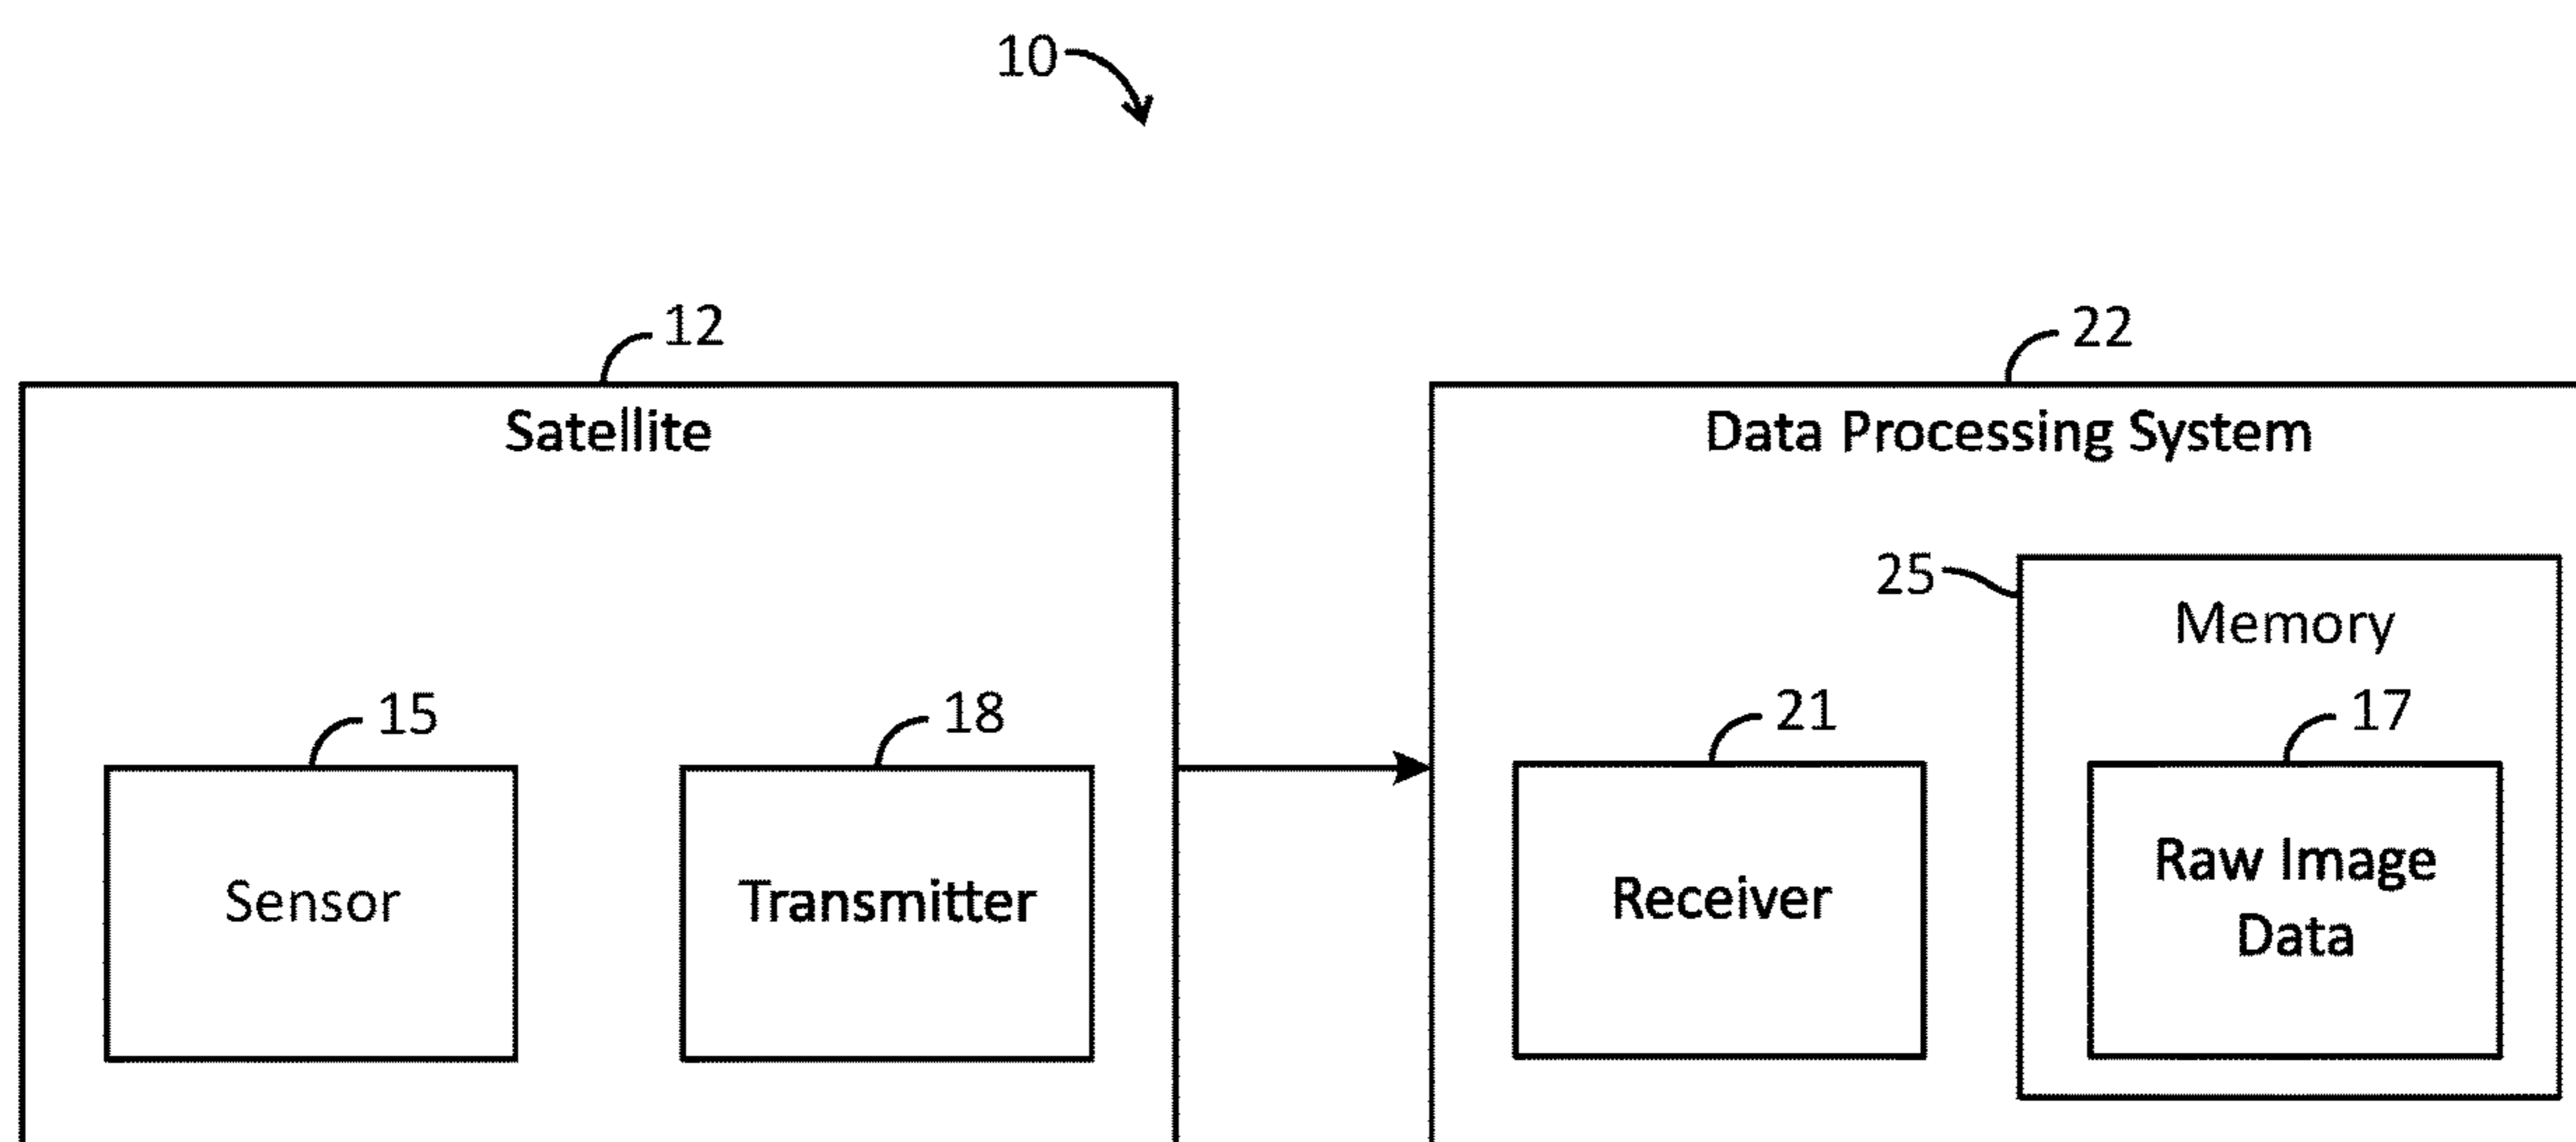 10
12
22
Satellite
Data Processing System
25
Memory
15
18
21
17
Sensor
Transmitter
Receiver
Raw Image
Data